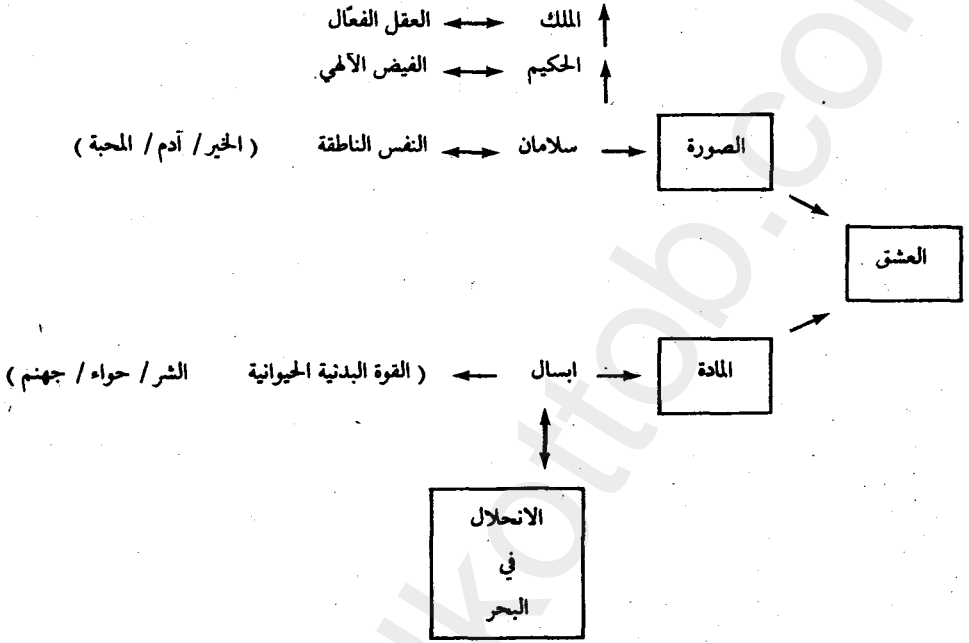 الملك العقل الفعّال
الحكيم الفيض الآلهي
الصورة سلامان النفس الناطقة ( الخير / آدم / المحبة )
العشق
المادة ابسال ( القوة البدنية الحيوانية الشر / حواء / جهنم )
الانحلال
في
البحر